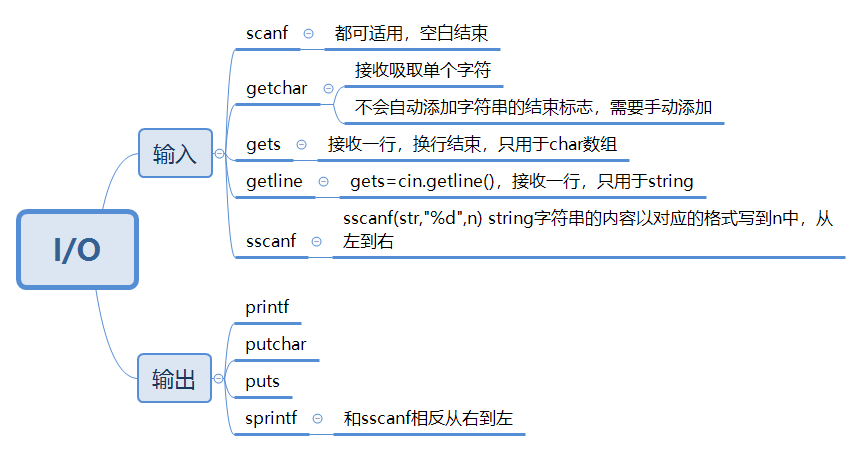 I/O
输入
scanf
都可适用，空白结束
getchar
接收吸取单个字符
不会自动添加字符串的结束标志，需要手动添加
gets
接收一行，换行结束，只用于char数组
getline
gets=cin.getline()，接收一行，只用于string
sscanf
sscanf(str,"%d",n) string字符串的内容以对应的格式写到n中，从
左到右
输出
printf
putchar
puts
sprintf
和sscanf相反从右到左